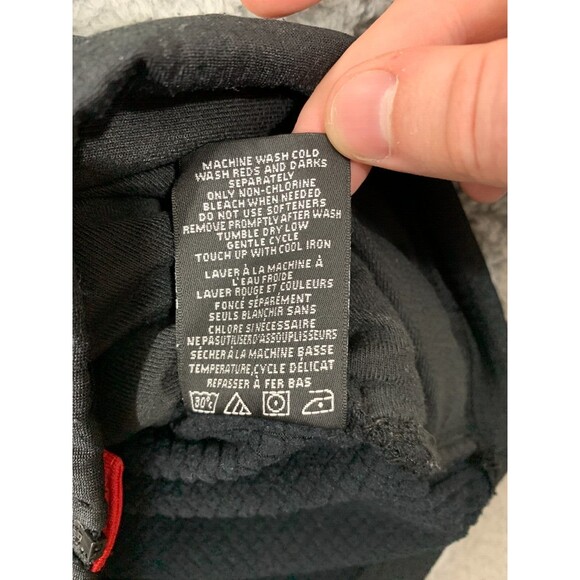 MACHINE WASH COLD
WASH REDS AND DARKS
SEPARATELY
ONLY NON-CHLORINE
BLEACH WHEN NEEDED
DO NOT USE SOFTENERS
REMOVE PROMPTLY AFTER WASH
TUMBLE DRY LOW
GENTLE CYCLE
TOUCH UP WITH COOL IRON
LAVER À LA MACHINE À
L'EAU FROIDE
LAVER ROUGE ET COULEURS
FONCÉ SÉPARÉMENT
SEULS BLANCHIR SANS
CHLORE SI NÉCESSAIRE
NE PAS UTILISER D'ASSOUPLISSEURS
SÉCHER À LA MACHINE BASSE
TEMPERATURE, CYCLE DÉLICAT
REPASSER À FER BAS
30°C